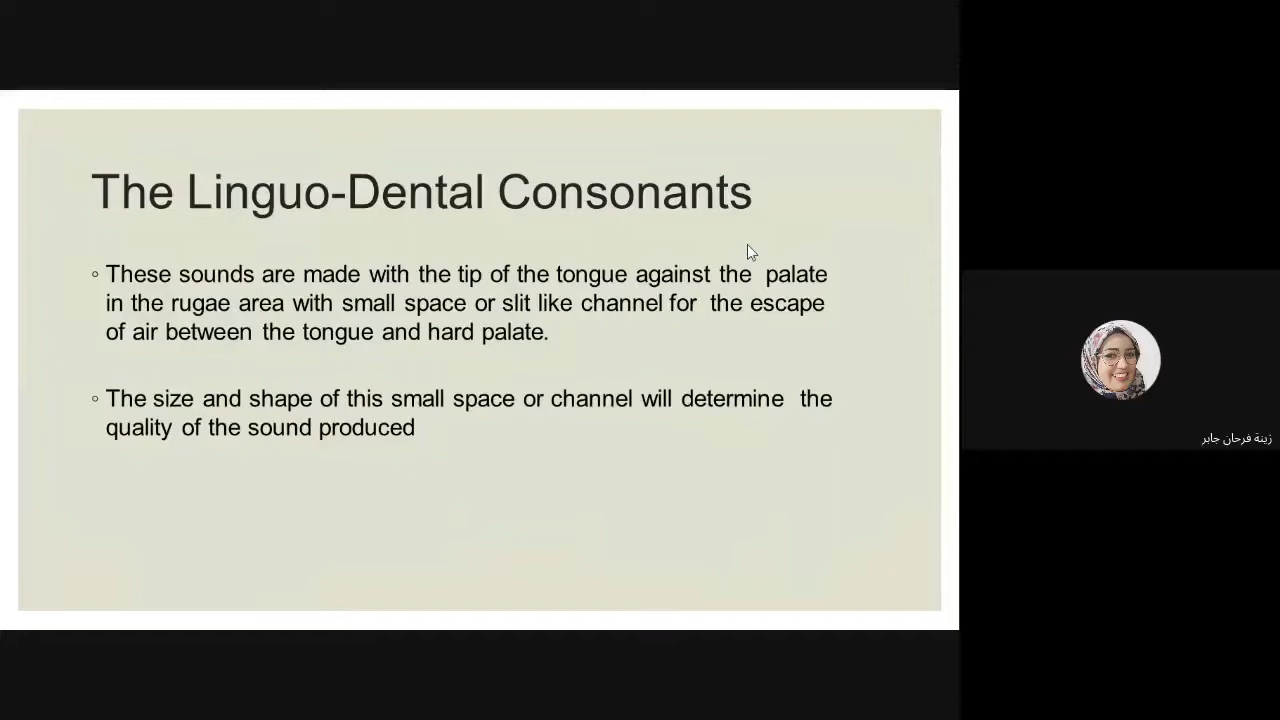 The Linguo-Dental Consonants
◦ These sounds are made with the tip of the tongue against the palate
in the rugae area with small space or slit like channel for the escape
of air between the tongue and hard palate.
◦ The size and shape of this small space or channel will determine the
quality of the sound produced
زينة فرحان جابر